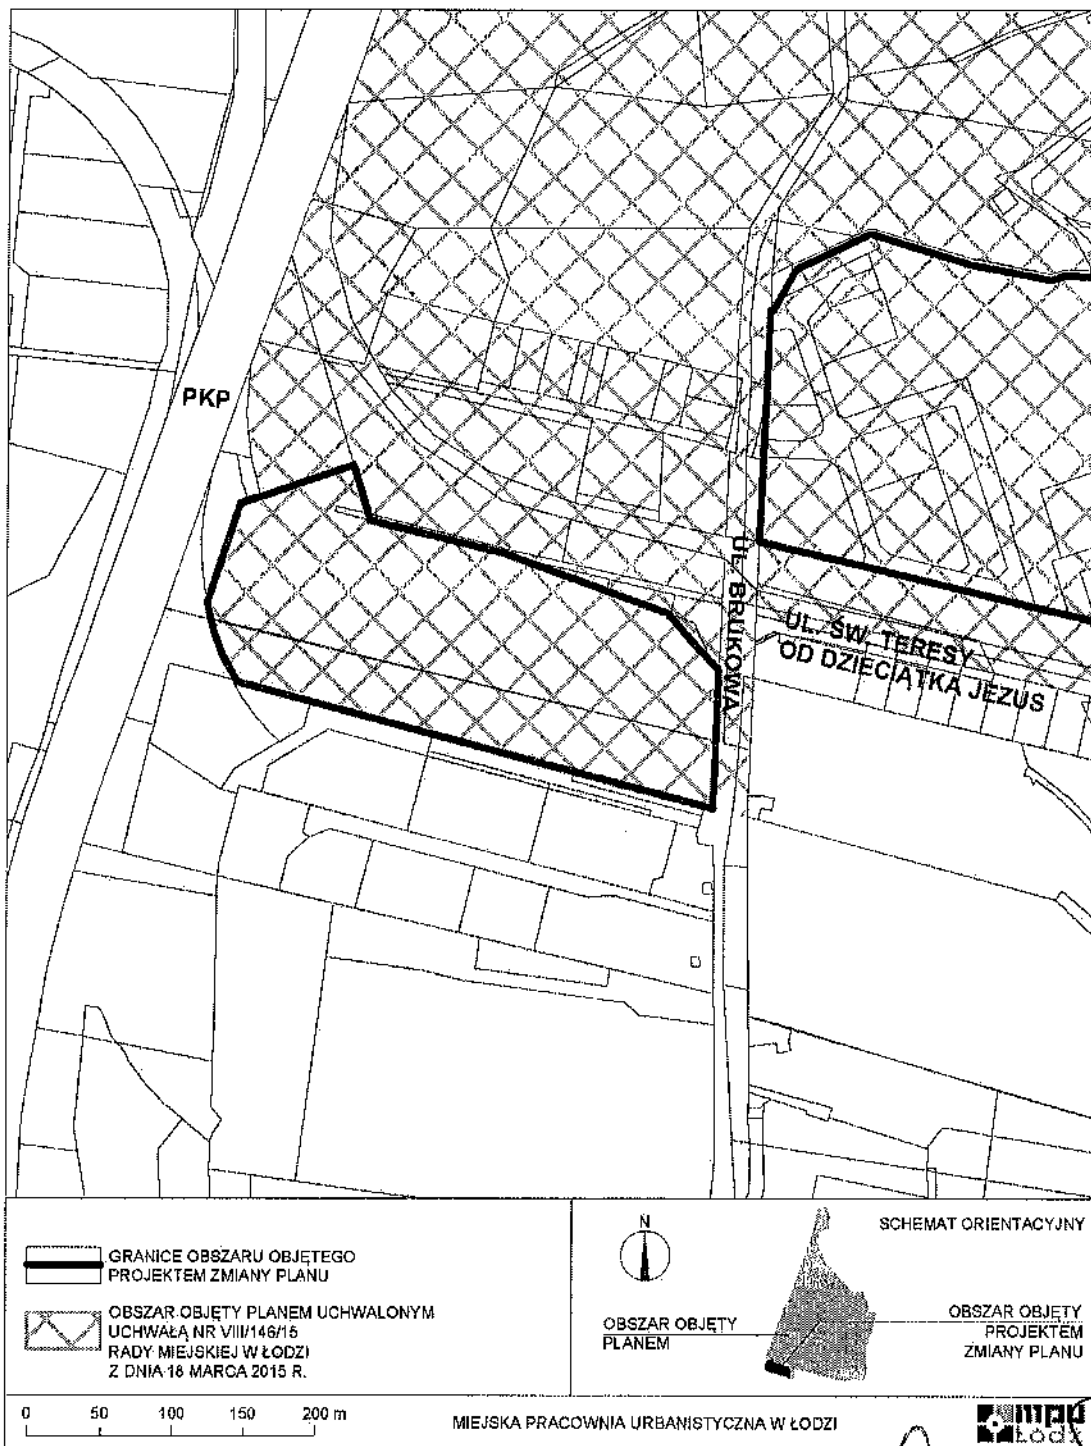 PKP
UL. BRUKOWA
UL. ŚW. TERESY
OD DZIECIĄTKA JEZUS
GRANICE OBSZARU OBJĘTEGO
PROJEKTEM ZMIANY PLANU
OBSZAR OBJĘTY PLANEM UCHWALONYM
UCHWAŁĄ NR VIII/146/15
RADY MIEJSKIEJ W ŁODZI
Z DNIA 18 MARCA 2015 R.
N
SCHEMAT ORIENTACYJNY
OBSZAR OBJĘTY
PLANEM
OBSZAR OBJĘTY
PROJEKTEM
ZMIANY PLANU
0 50 100 150 200 m
MIEJSKA PRACOWNIA URBANISTYCZNA W ŁODZI
mpu
Łódź